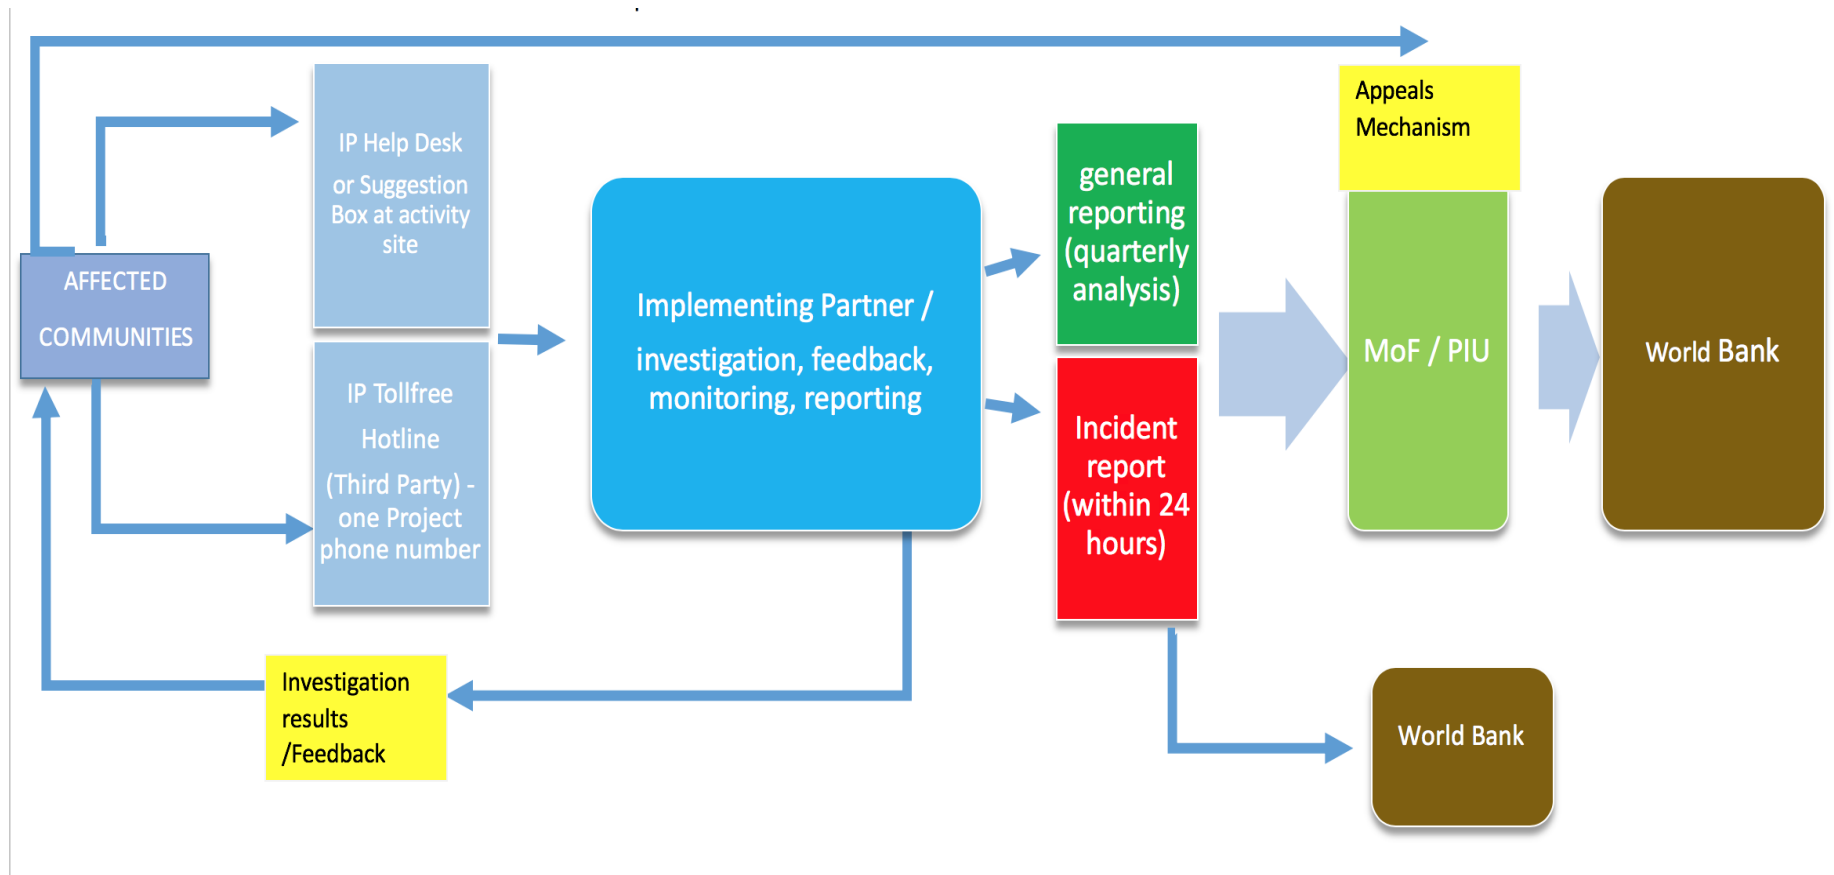 AFFECTED
COMMUNITIES
IP Help Desk
or Suggestion
Box at activity
site
IP Tollfree
Hotline
(Third Party) -
one Project
phone number
Implementing Partner /
investigation, feedback,
monitoring, reporting
general
reporting
(quarterly
analysis)
Incident
report
(within 24
hours)
Appeals
Mechanism
MoF / PIU
World Bank
Investigation
results
/Feedback
World Bank